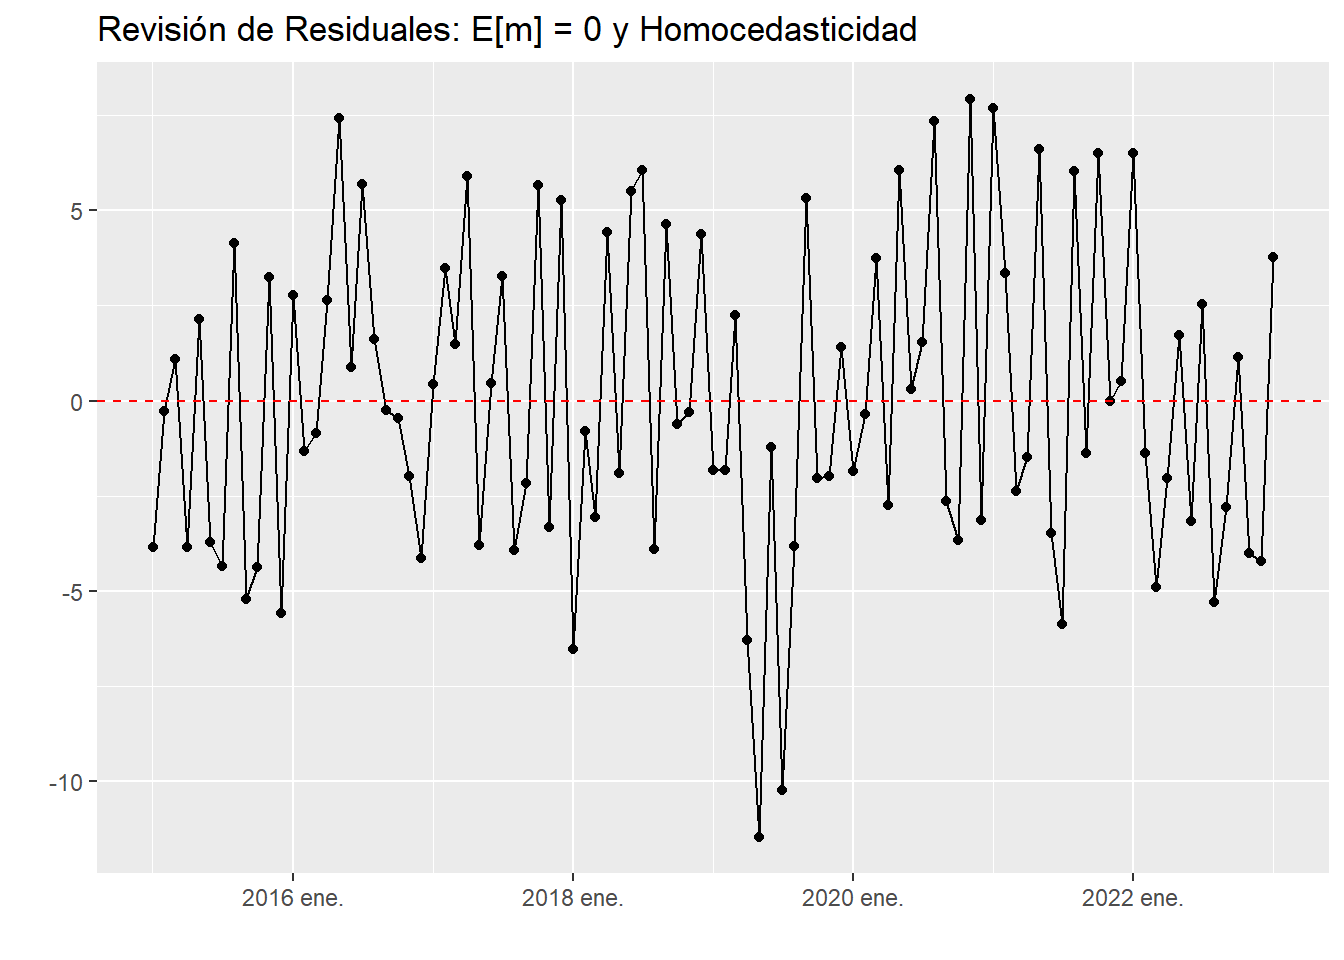 Revisión de Residuales: E[m] = 0 y Homocedasticidad
5
0
-5
-10
2016 ene.
2018 ene.
2020 ene.
2022 ene.